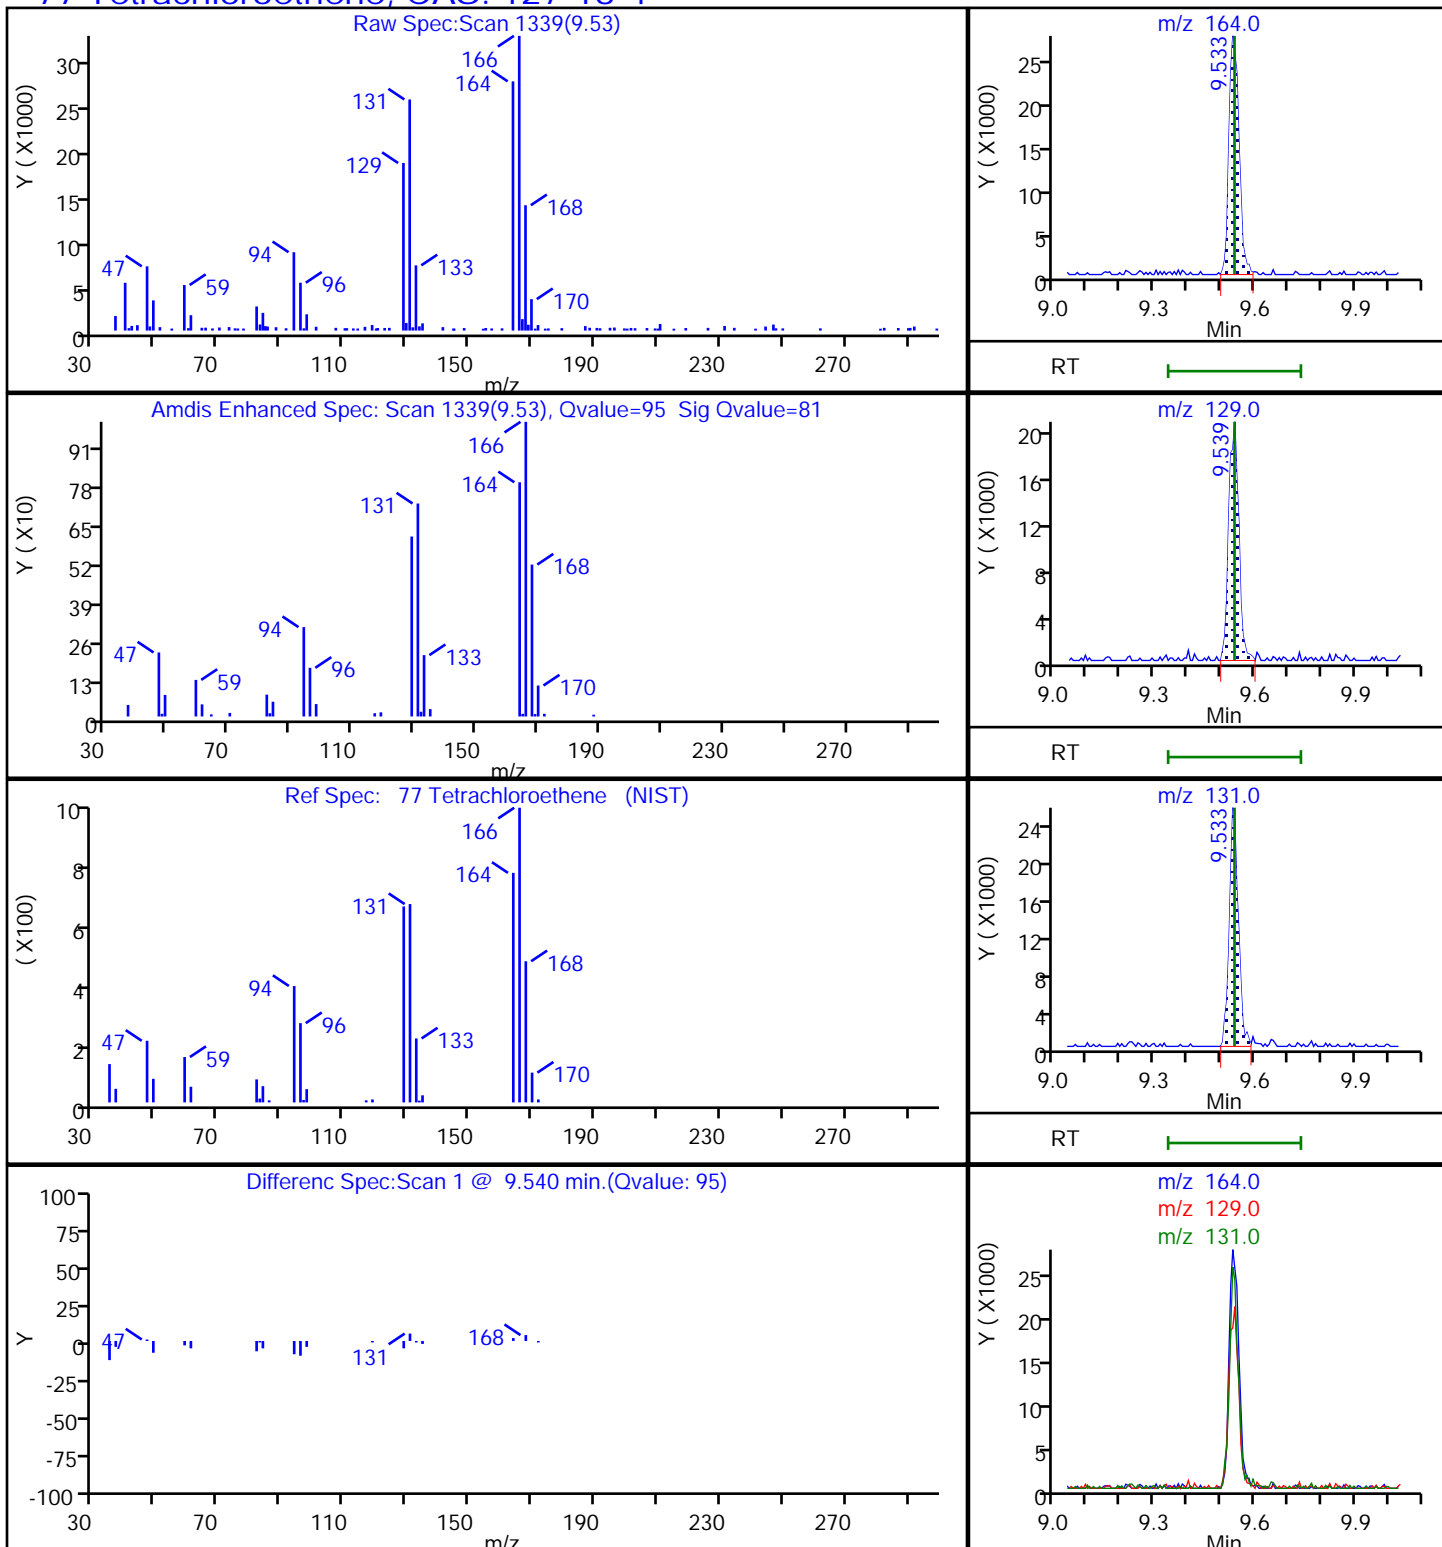 77 Tetrachloroethene, CAS: 127-18-4
Raw Spec:Scan 1339(9.53)
Y ( X1000)
30
25
20
15
10
5
0
166
164
131
129
168
94
47
59
96
133
170
30 70 110 150 190 230 270
m/z
m/z 164.0
Y ( X1000)
25
20
15
10
5
0
9.533
9.0 9.3 9.6 9.9
Min
RT
Amdis Enhanced Spec: Scan 1339(9.53), Qvalue=95 Sig Qvalue=81
Y ( X10)
91
78
65
52
39
26
13
0
166
164
131
168
94
47
59
96
133
170
30 70 110 150 190 230 270
m/z
m/z 129.0
Y ( X1000)
20
16
12
8
4
0
9.539
9.0 9.3 9.6 9.9
Min
RT
Ref Spec: 77 Tetrachloroethene (NIST)
( X100)
10
8
6
4
2
0
166
164
131
168
94
47
59
96
133
170
30 70 110 150 190 230 270
m/z 131.0
Y ( X1000)
24
20
16
12
8
4
0
9.533
9.0 9.3 9.6 9.9
Min
RT
Differenc Spec:Scan 1 @ 9.540 min.(Qvalue: 95)
Y
100
75
50
25
0
-25
-50
-75
-100
47
131
168
30 70 110 150 190 230 270
m/z
m/z 164.0
m/z 129.0
m/z 131.0
Y ( X1000)
25
20
15
10
5
0
9.0 9.3 9.6 9.9
Min